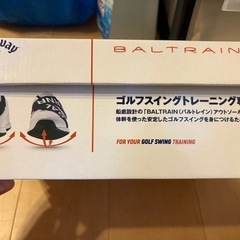 BALTRAIN
ゴルフスイングトレーニング
船底設計の「BALTRAIN(バルトレイン)」アウトソール
体幹を使った安定したゴルフスイングを身につける
FOR YOUR GOLF SWING TRAINING